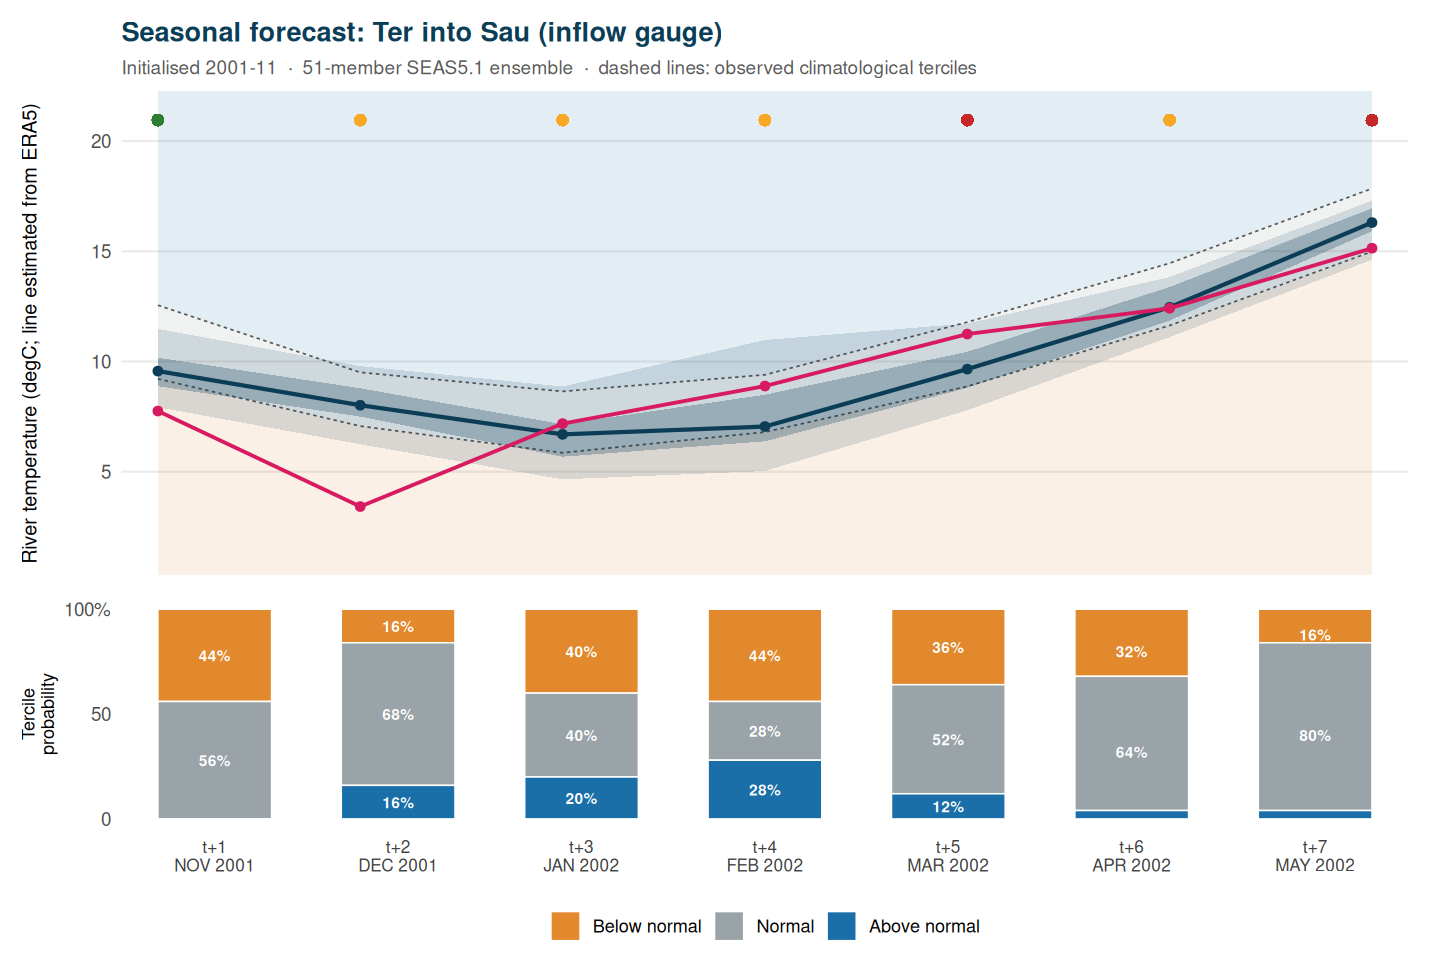 Seasonal forecast: Ter into Sau (inflow gauge)
Initialised 2001-11 · 51-member SEAS5.1 ensemble · dashed lines: observed climatological terciles
River temperature (degC; line estimated from ERA5)
20
15
10
5
Tercile
probability
100%
50
0
44%
56%
16%
68%
16%
40%
40%
20%
44%
28%
28%
36%
52%
12%
32%
64%
16%
80%
t+1
NOV 2001
t+2
DEC 2001
t+3
JAN 2002
t+4
FEB 2002
t+5
MAR 2002
t+6
APR 2002
t+7
MAY 2002
Below normal
Normal
Above normal